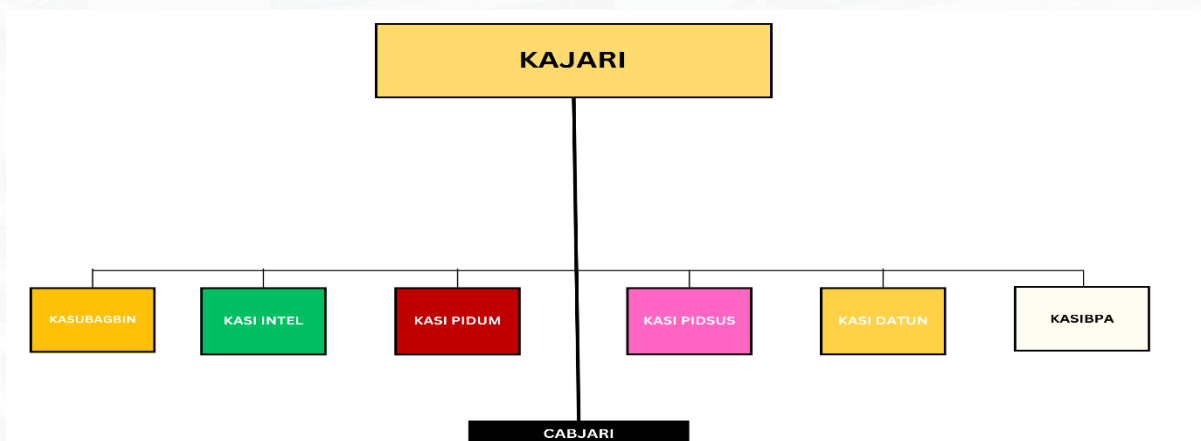 KAJARI
KASUBAGBIN
KASI INTEL
KASI PIDUM
KASI PIDSUS
KASI DATUN
KASIBPA
CABJARI